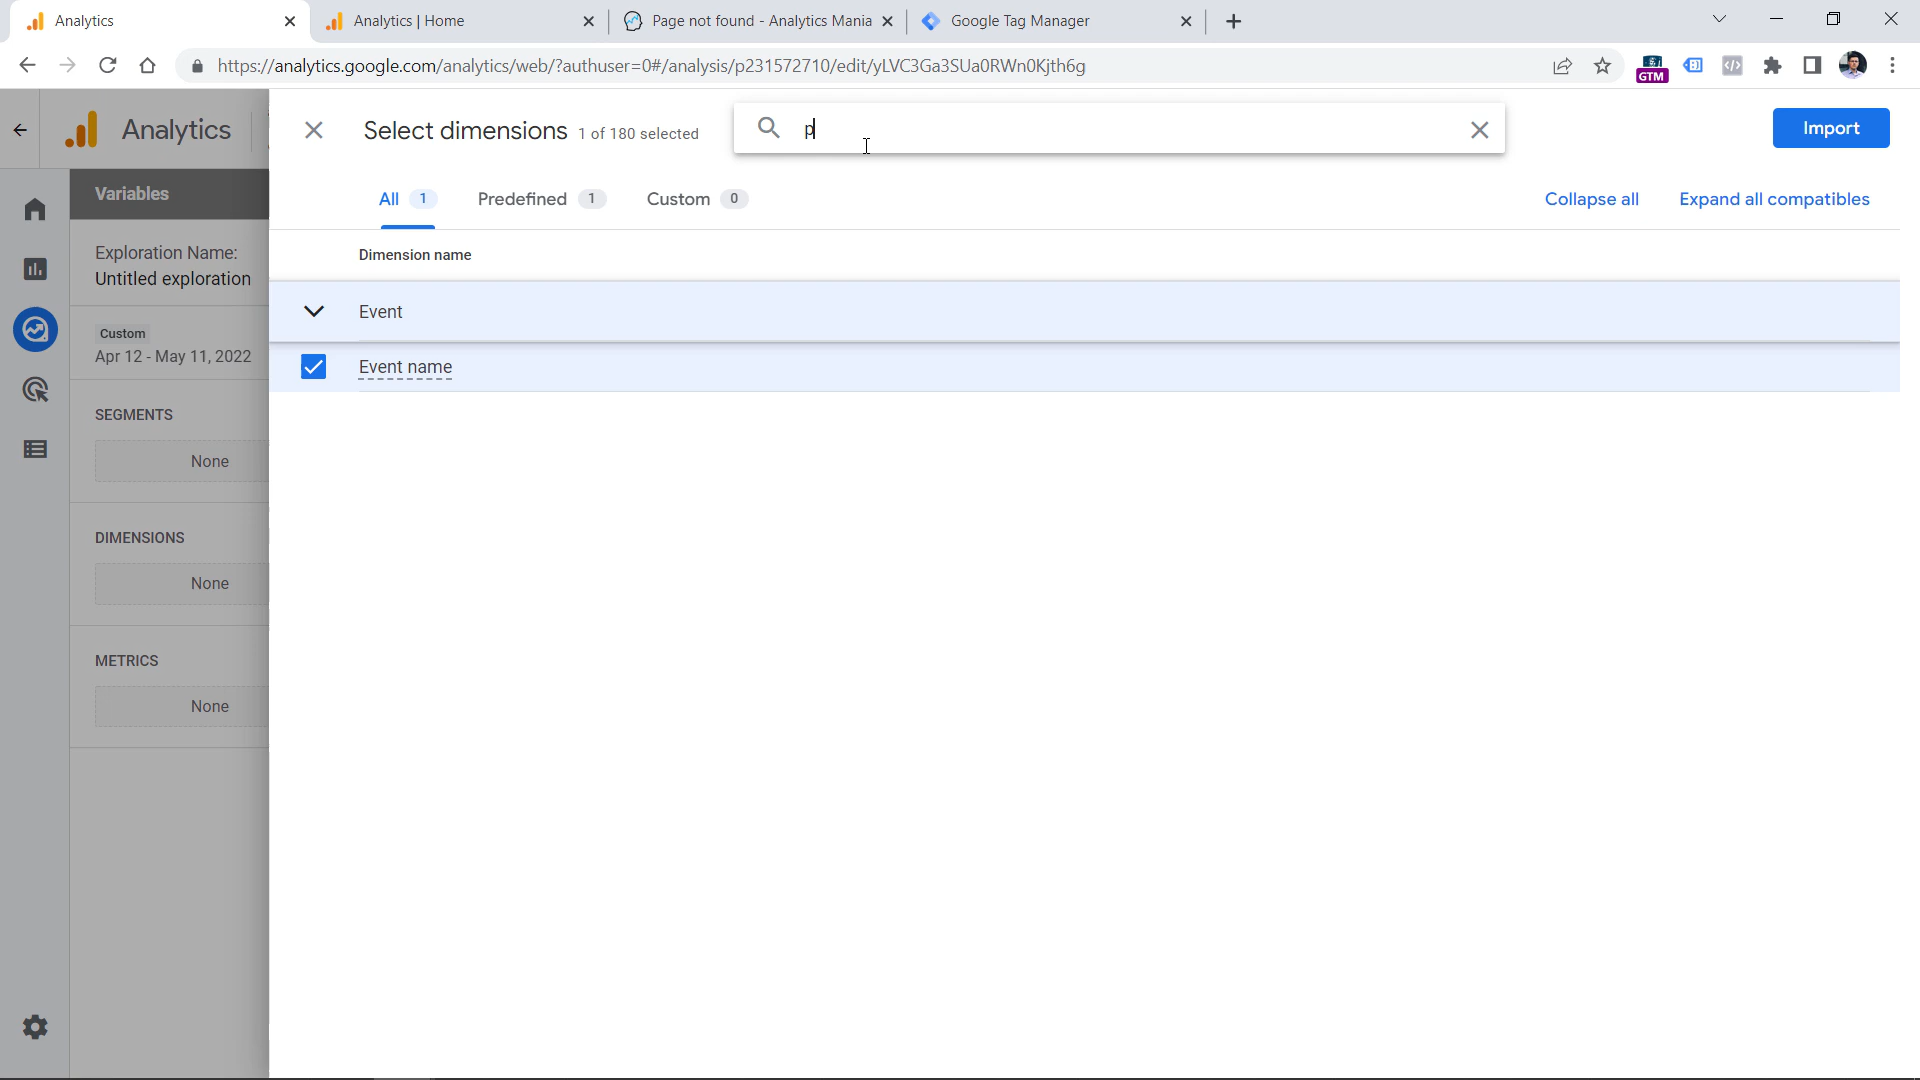 Analytics
Analytics | Home
Page not found - Analytics Mania
Google Tag Manager
https://analytics.google.com/analytics/web/?authuser=0#/analysis/p231572710/edit/yLVC3Ga3SUa0RWn0Kjth6g
GTM
Analytics
Select dimensions 1 of 180 selected
p
Import
Variables
All 1
Predefined 1
Custom 0
Collapse all
Expand all compatibles
Exploration Name:
Untitled exploration
Dimension name
Event
Custom
Apr 12 - May 11, 2022
Event name
SEGMENTS
None
DIMENSIONS
None
METRICS
None